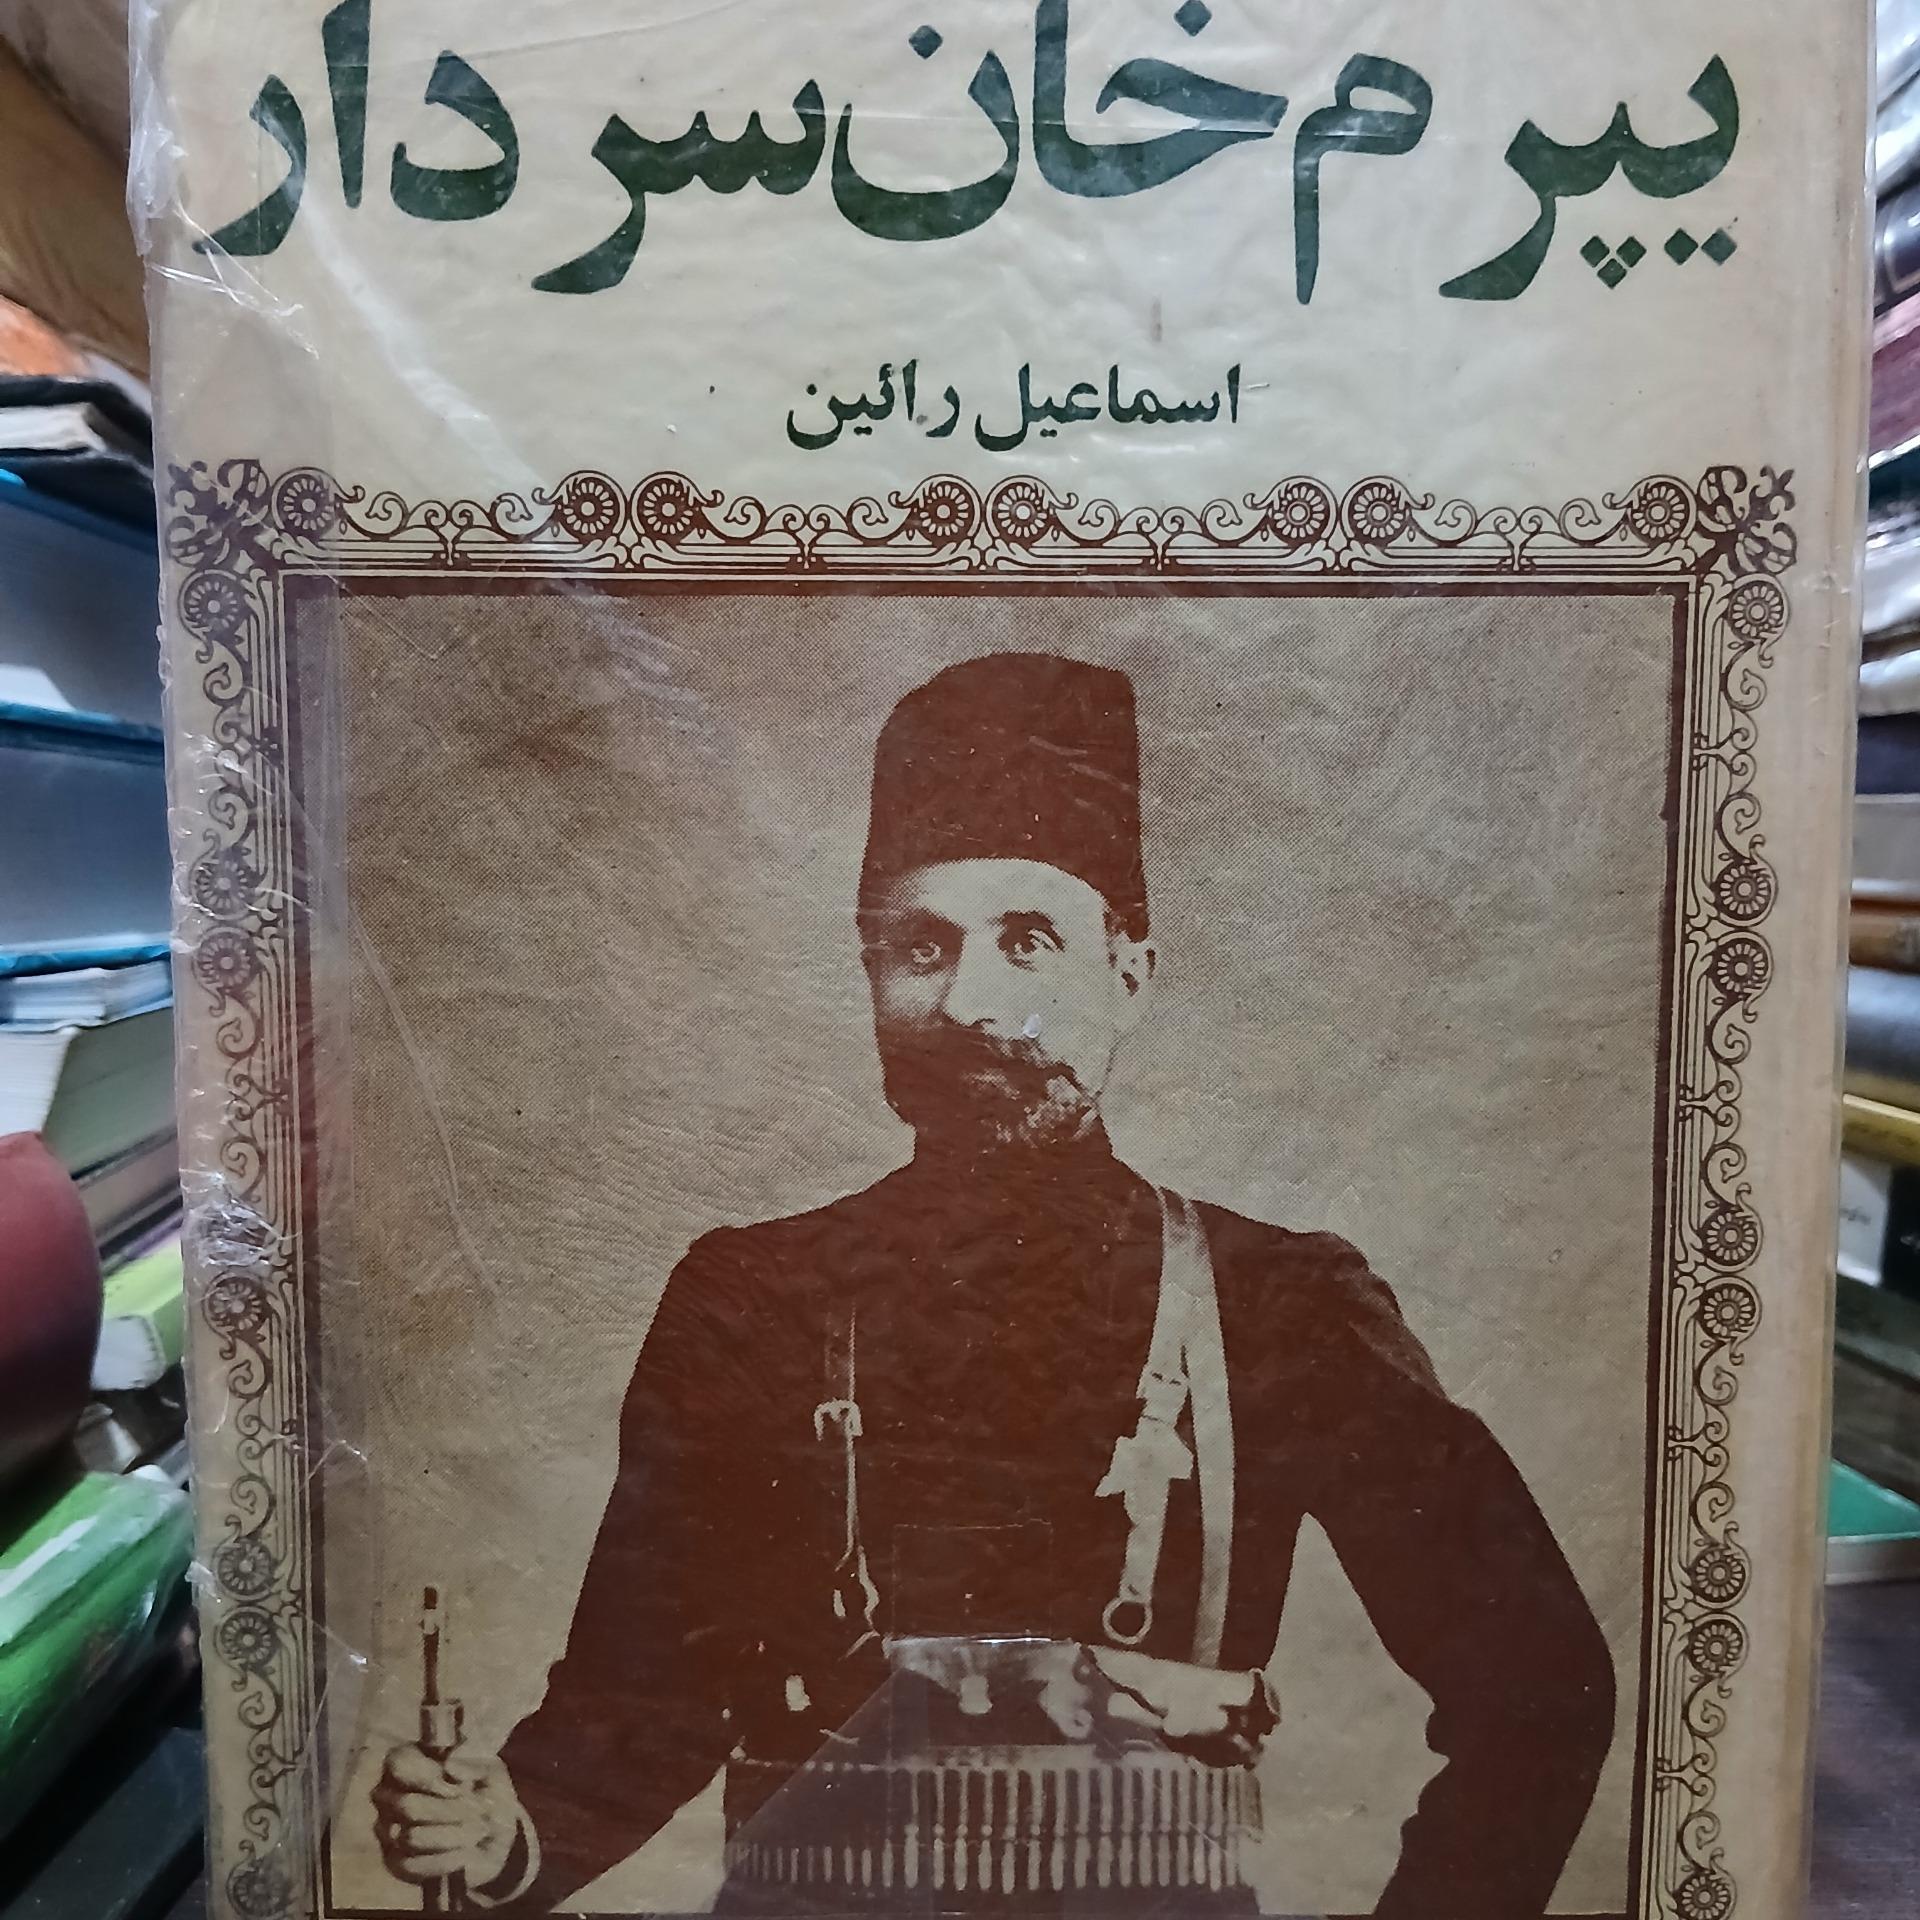 یپرم خان سردار
اسماعیل رائین